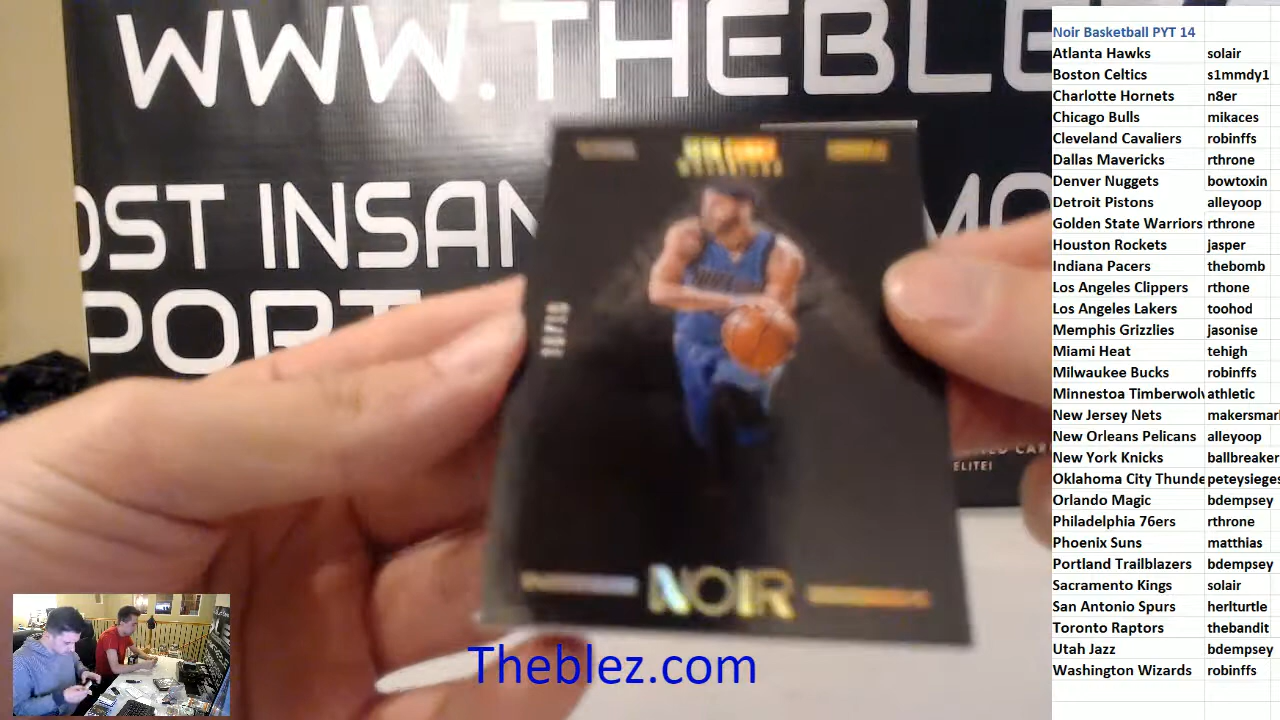 WWW.THEBLE
OST INSAN
MO
PORT
NOIR
ELITE!
Theblez.com
Noir Basketball PYT 14
Atlanta Hawks solair
Boston Celtics s1mmdy1
Charlotte Hornets n8er
Chicago Bulls mikaces
Cleveland Cavaliers robinffs
Dallas Mavericks rthrone
Denver Nuggets bowtoxin
Detroit Pistons alleyoop
Golden State Warriors rthrone
Houston Rockets jasper
Indiana Pacers thebomb
Los Angeles Clippers rthone
Los Angeles Lakers toohod
Memphis Grizzlies jasonise
Miami Heat tehigh
Milwaukee Bucks robinffs
Minnestoa Timberwolv athletic
New Jersey Nets makersmar
New Orleans Pelicans alleyoop
New York Knicks ballbreaker
Oklahoma City Thunde peteysieges
Orlando Magic bdempsey
Philadelphia 76ers rthrone
Phoenix Suns matthias
Portland Trailblazers bdempsey
Sacramento Kings solair
San Antonio Spurs herlturtle
Toronto Raptors thebandit
Utah Jazz bdempsey
Washington Wizards robinffs